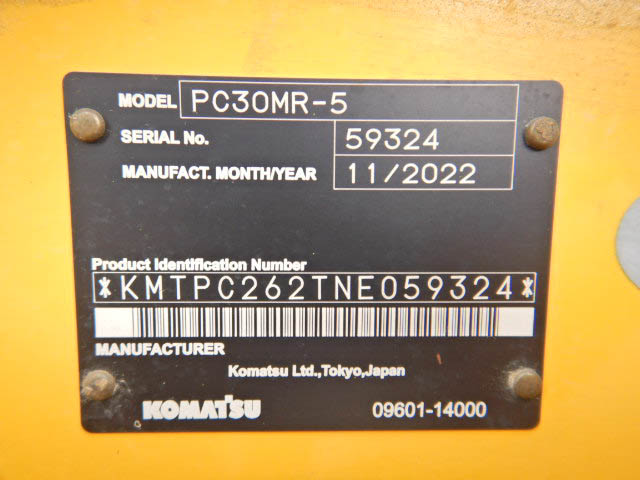 MODEL PC30MR-5
SERIAL No. 59324
MANUFACT. MONTH/YEAR 11/2022
Product Identification Number
*KMTPC262TNE059324*
MANUFACTURER
Komatsu Ltd.,Tokyo,Japan
KOMATSU 09601-14000